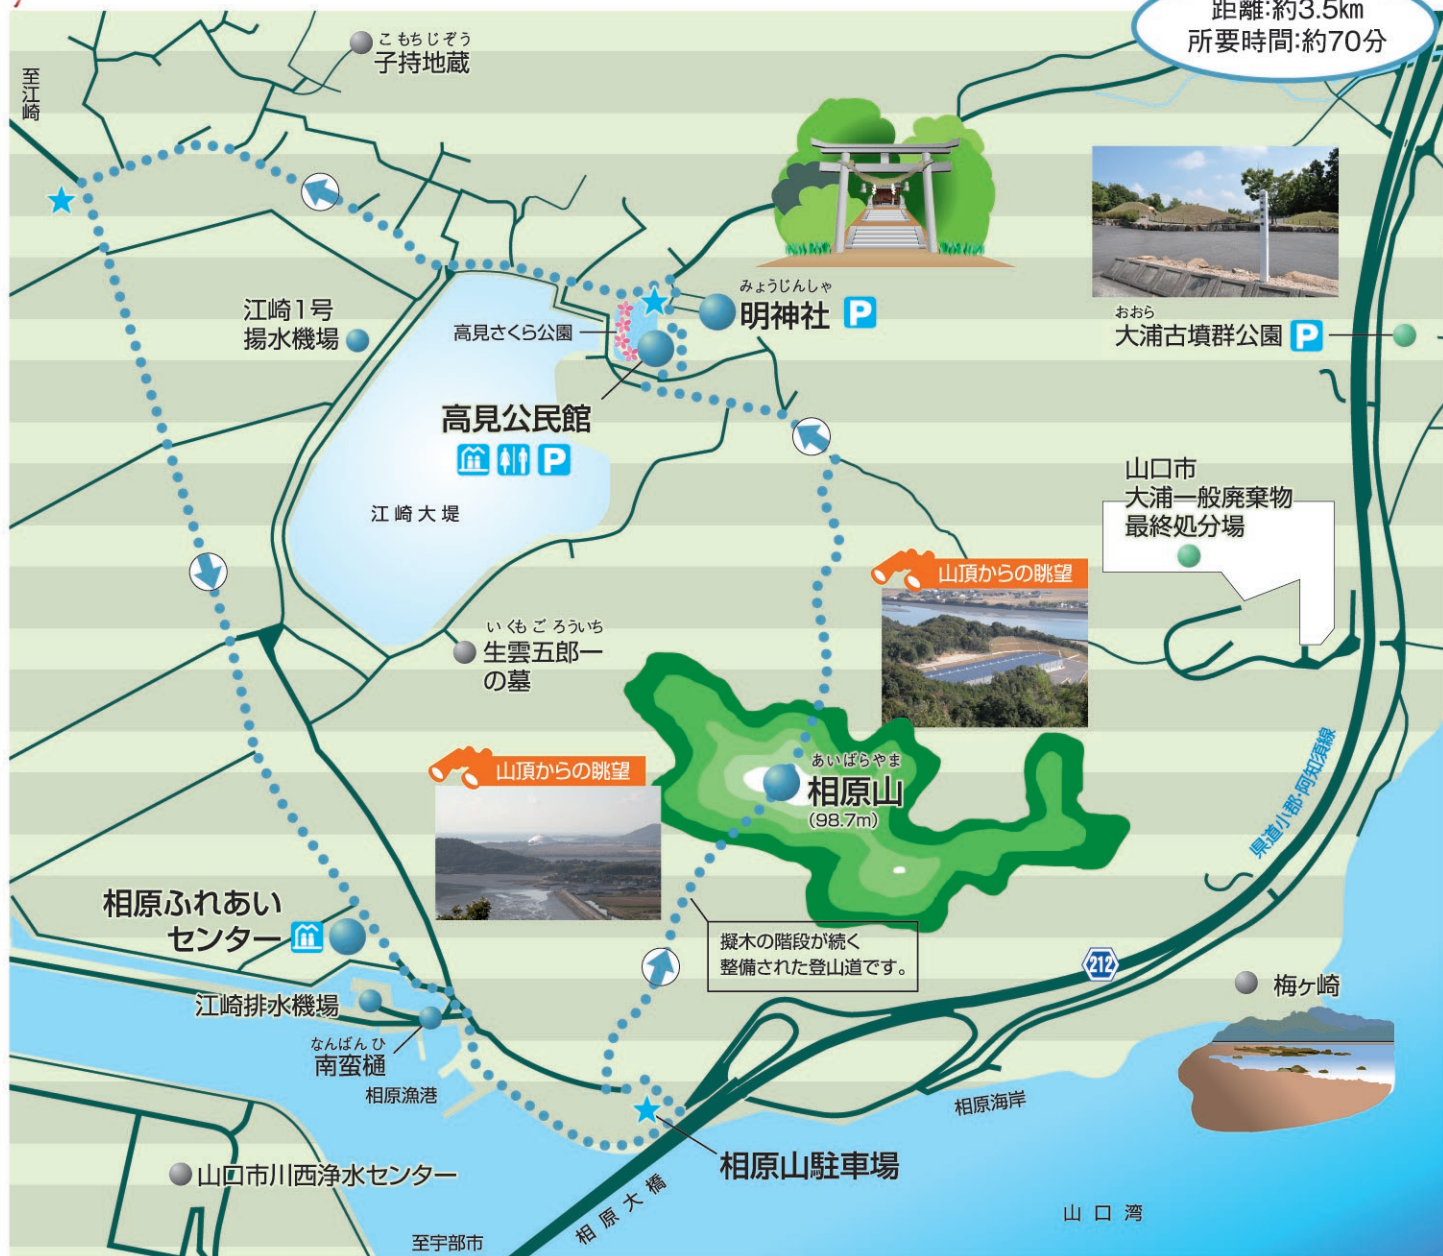 距離:約3.5km
所要時間:約70分
こもちじぞう
子持地蔵
至江崎
みょうじんしゃ
明神社 P
おおら
大浦古墳群公園 P
江崎1号
揚水機場
高見さくら公園
高見公民館
P
江崎大堤
山口市
大浦一般廃棄物
最終処分場
山頂からの眺望
いくもごろういち
生雲五郎一
の墓
山頂からの眺望
あいばらやま
相原山
(98.7m)
県道小郡・阿知須線
相原ふれあい
センター
擬木の階段が続く
整備された登山道です。
212
梅ヶ崎
江崎排水機場
なんばんひ
南蛮樋
相原漁港
相原海岸
相原山駐車場
山口市川西浄水センター
相原大橋
山口湾
至宇部市